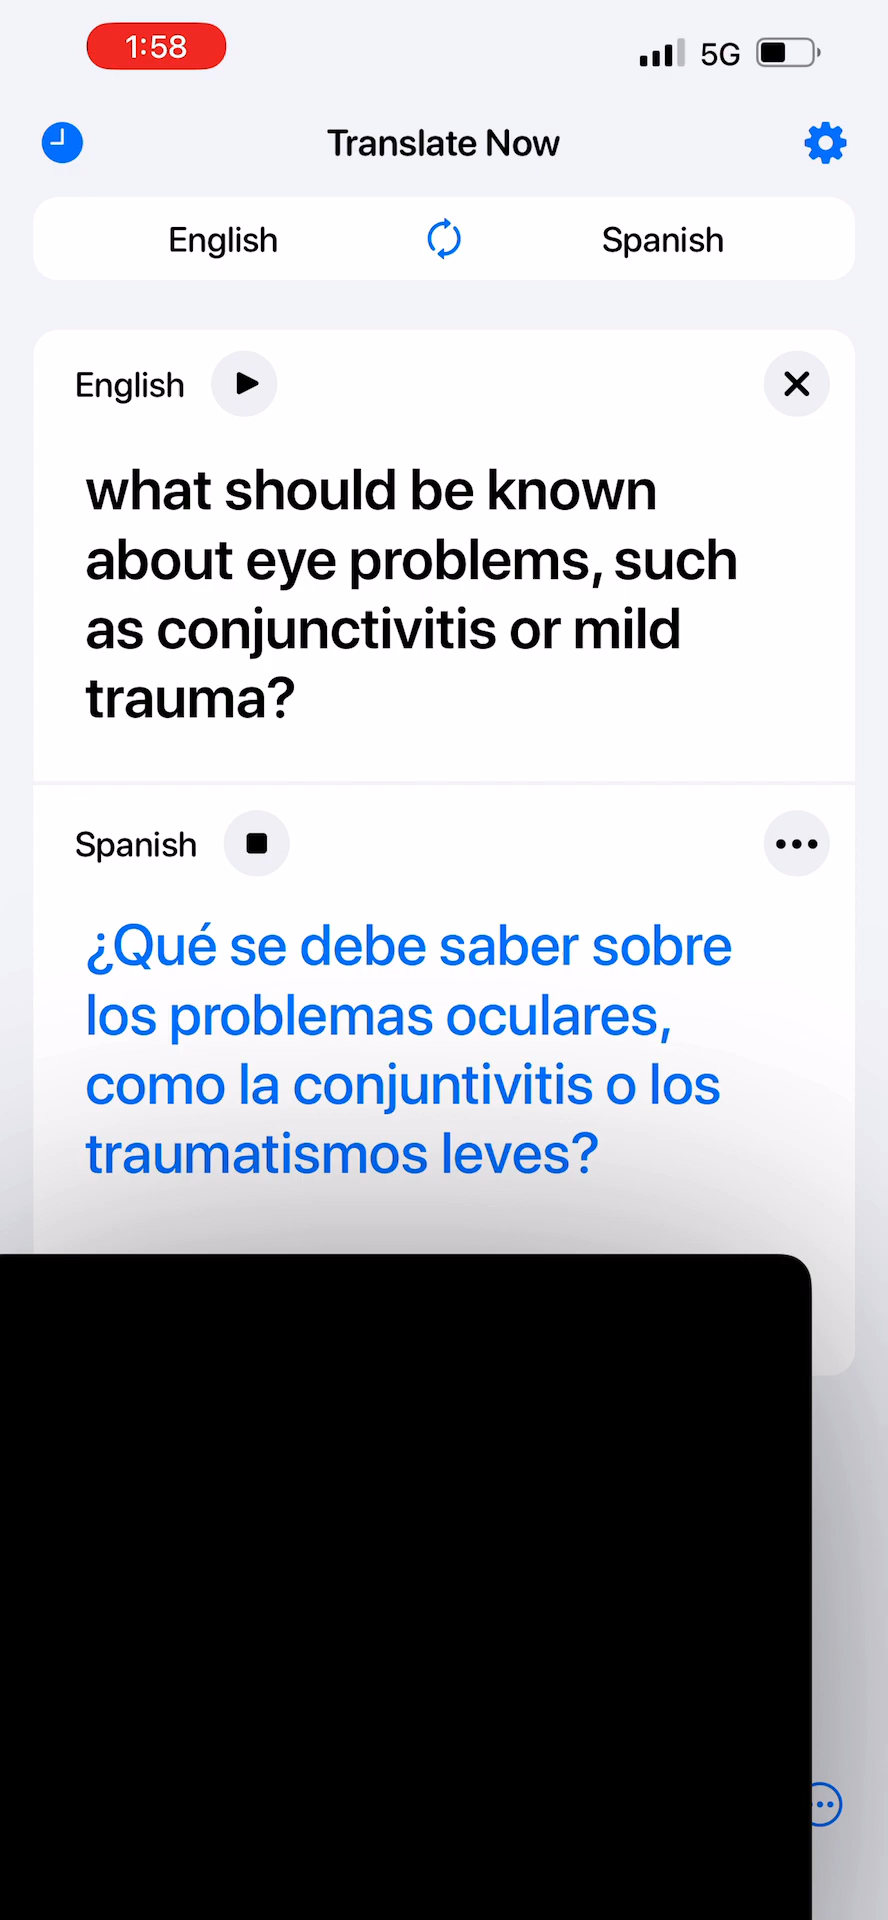 1:58
5G
Translate Now
English
Spanish
English
what should be known
about eye problems, such
as conjunctivitis or mild
trauma?
Spanish
¿Qué se debe saber sobre
los problemas oculares,
como la conjuntivitis o los
traumatismos leves?